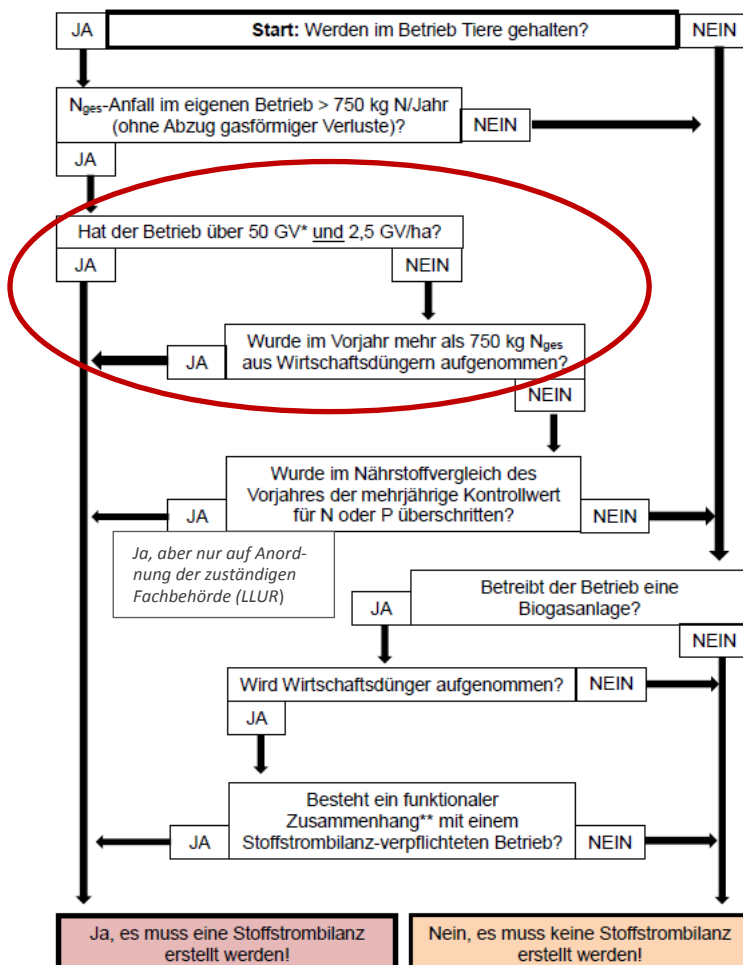 JA
Start: Werden im Betrieb Tiere gehalten?
NEIN
Nges-Anfall im eigenen Betrieb > 750 kg N/Jahr
(ohne Abzug gasförmiger Verluste)?
NEIN
JA
Hat der Betrieb über 50 GV* und 2,5 GV/ha?
JA
NEIN
Wurde im Vorjahr mehr als 750 kg Nges
aus Wirtschaftsdüngern aufgenommen?
JA
NEIN
Wurde im Nährstoffvergleich des
Vorjahres der mehrjährige Kontrollwert
für N oder P überschritten?
JA
NEIN
Ja, aber nur auf Anord-
nung der zuständigen
Fachbehörde (LLUR)
Betreibt der Betrieb eine
Biogasanlage?
JA
NEIN
Wird Wirtschaftsdünger aufgenommen?
NEIN
JA
Besteht ein funktionaler
Zusammenhang** mit einem
Stoffstrombilanz-verpflichteten Betrieb?
JA
NEIN
Ja, es muss eine Stoffstrombilanz
erstellt werden!
Nein, es muss keine Stoffstrombilanz
erstellt werden!